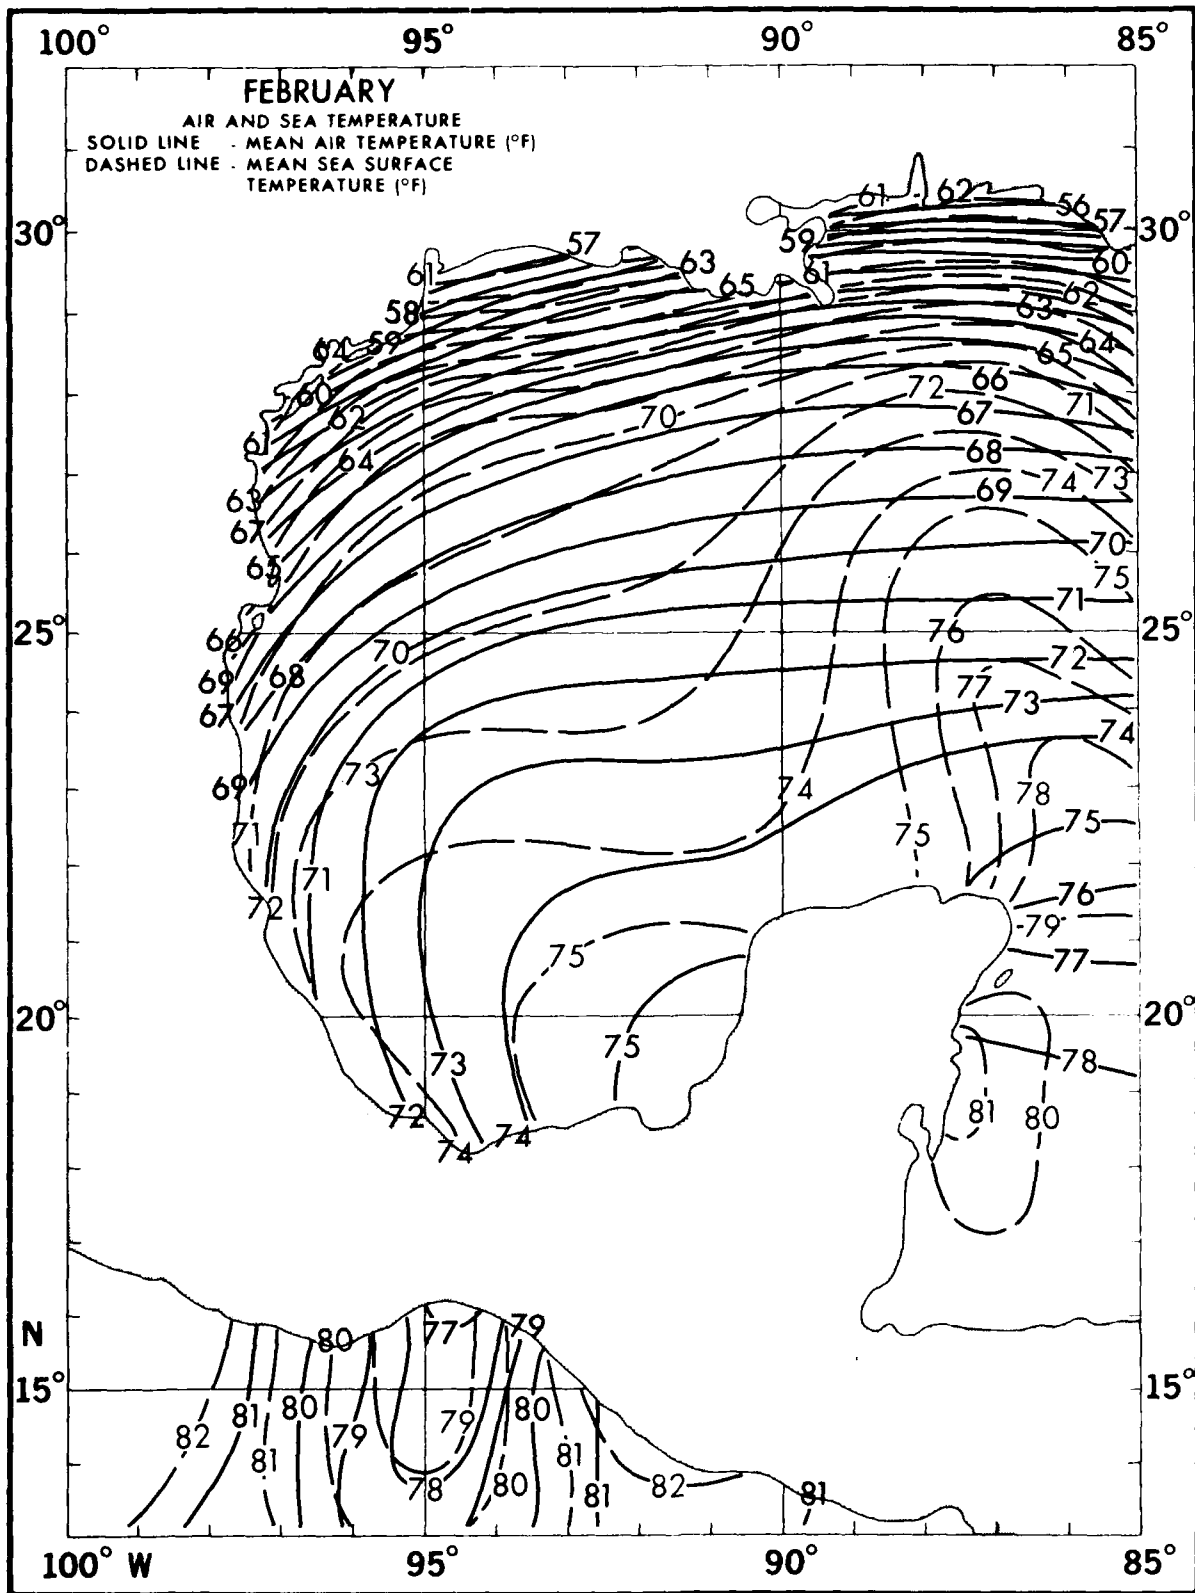 100° 95° 90° 85°
FEBRUARY
AIR AND SEA TEMPERATURE
SOLID LINE - MEAN AIR TEMPERATURE (°F)
DASHED LINE - MEAN SEA SURFACE
TEMPERATURE (°F)
61 62 56
57
30° 59 30°
57 63 61 60
61 65 62
58 63
59 64
64 65
60 66
62 70 72 71
67
61 64 68
63 74 73
69
67
65 70
75
71
25° 76 25°
66 70 72
69 68 77
67 73
74
73
69 74 78
71 75 75
71
72 76
79
75 77
20° 20°
75
73 78
72 81 80
74 74
N 80 77 79
15° 15°
82 81 80 79 79 80
81 81
78 80 81 82
81
100° W 95° 90° 85°